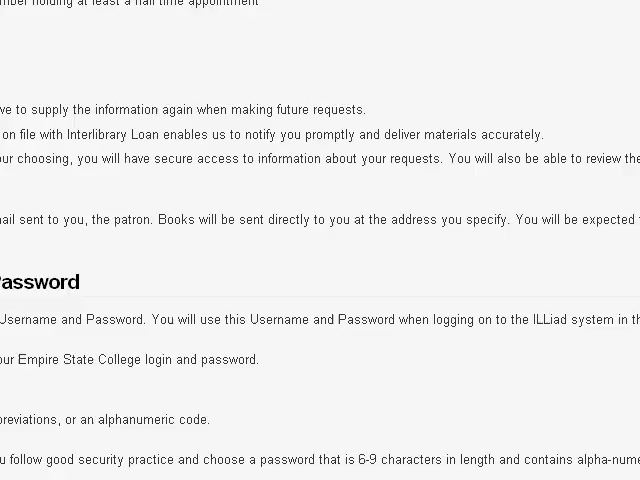 holding at least a half time appointment
ve to supply the information again when making future requests.
on file with Interlibrary Loan enables us to notify you promptly and deliver materials accurately.
our choosing, you will have secure access to information about your requests. You will also be able to review the
ail sent to you, the patron. Books will be sent directly to you at the address you specify. You will be expected
Password
Username and Password. You will use this Username and Password when logging on to the ILLiad system in th
our Empire State College login and password.
breviations, or an alphanumeric code.
u follow good security practice and choose a password that is 6-9 characters in length and contains alpha-nume